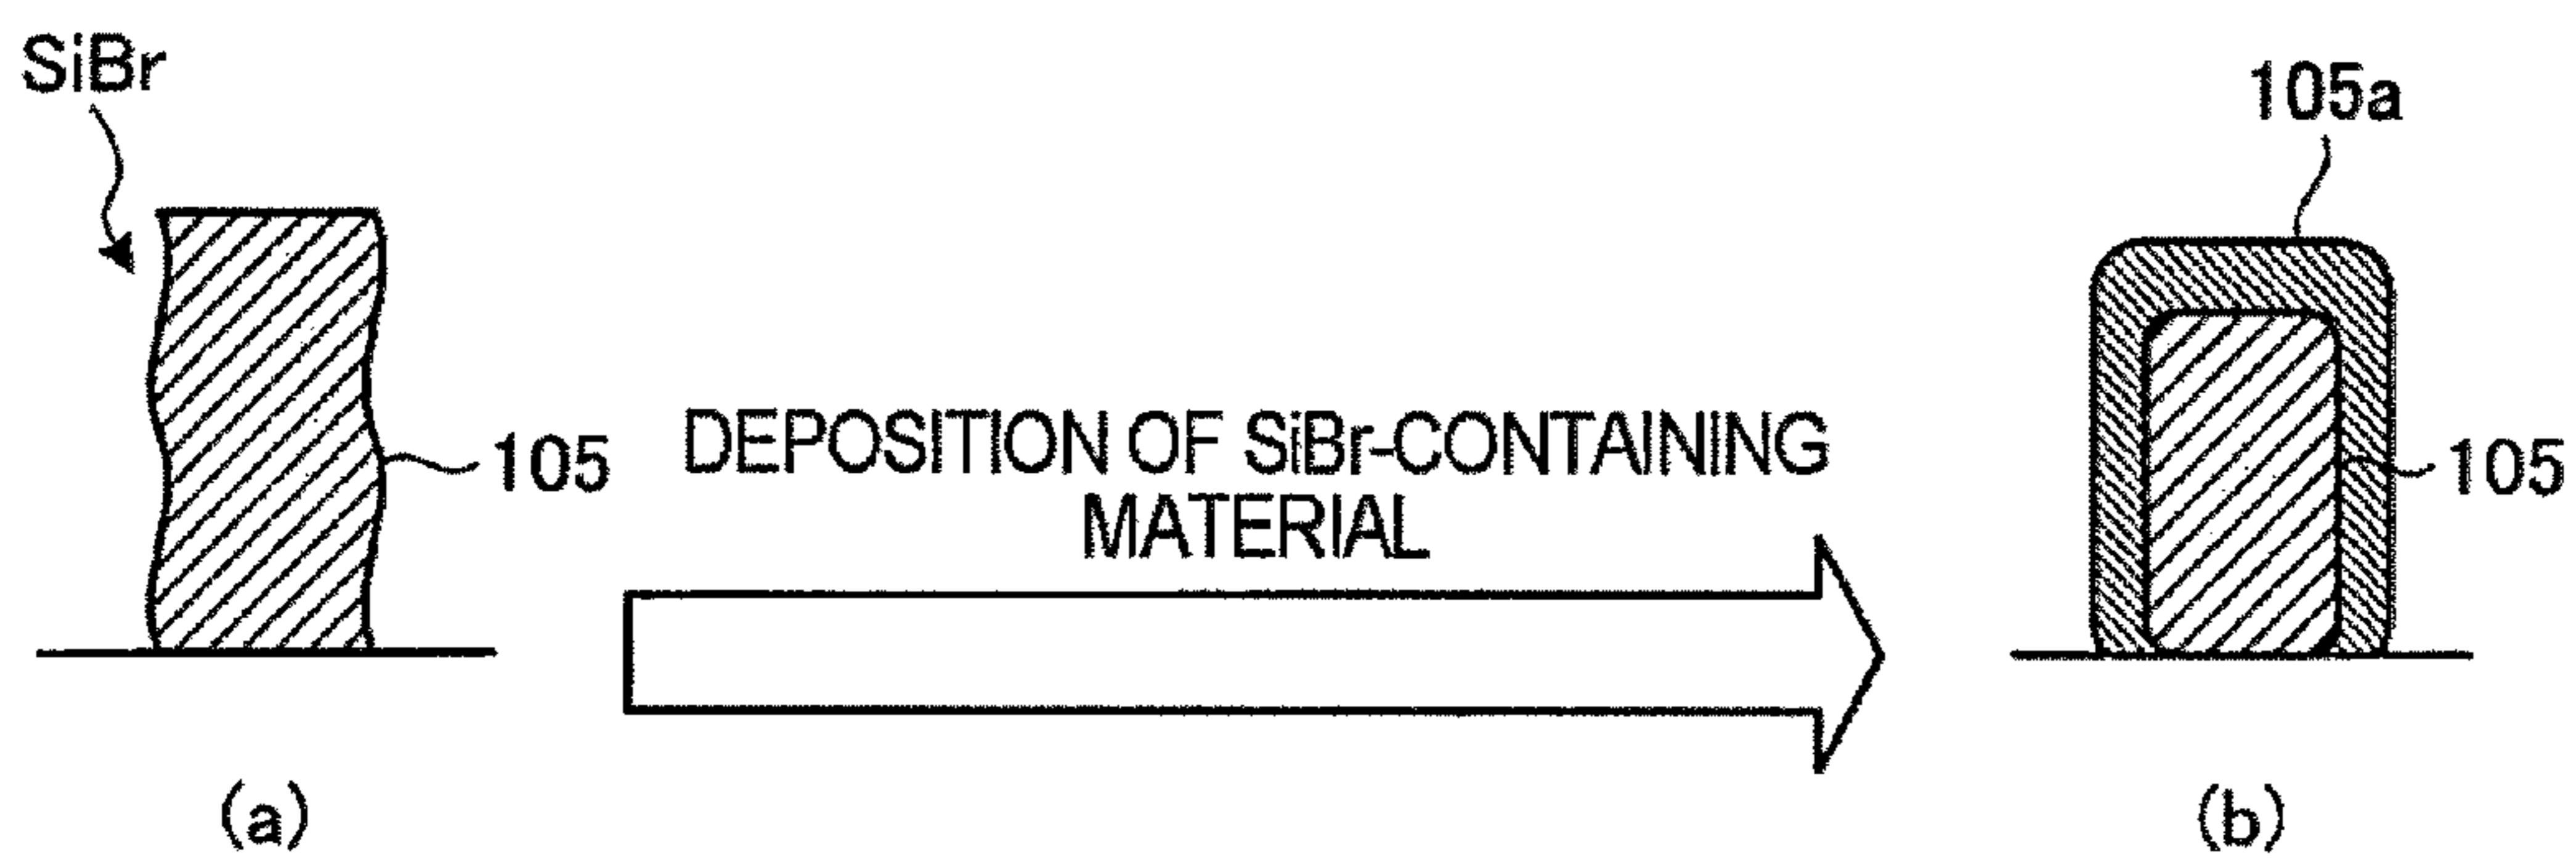 SiBr
105
DEPOSITION OF SiBr-CONTAINING
MATERIAL
105a
105
(a)
(b)